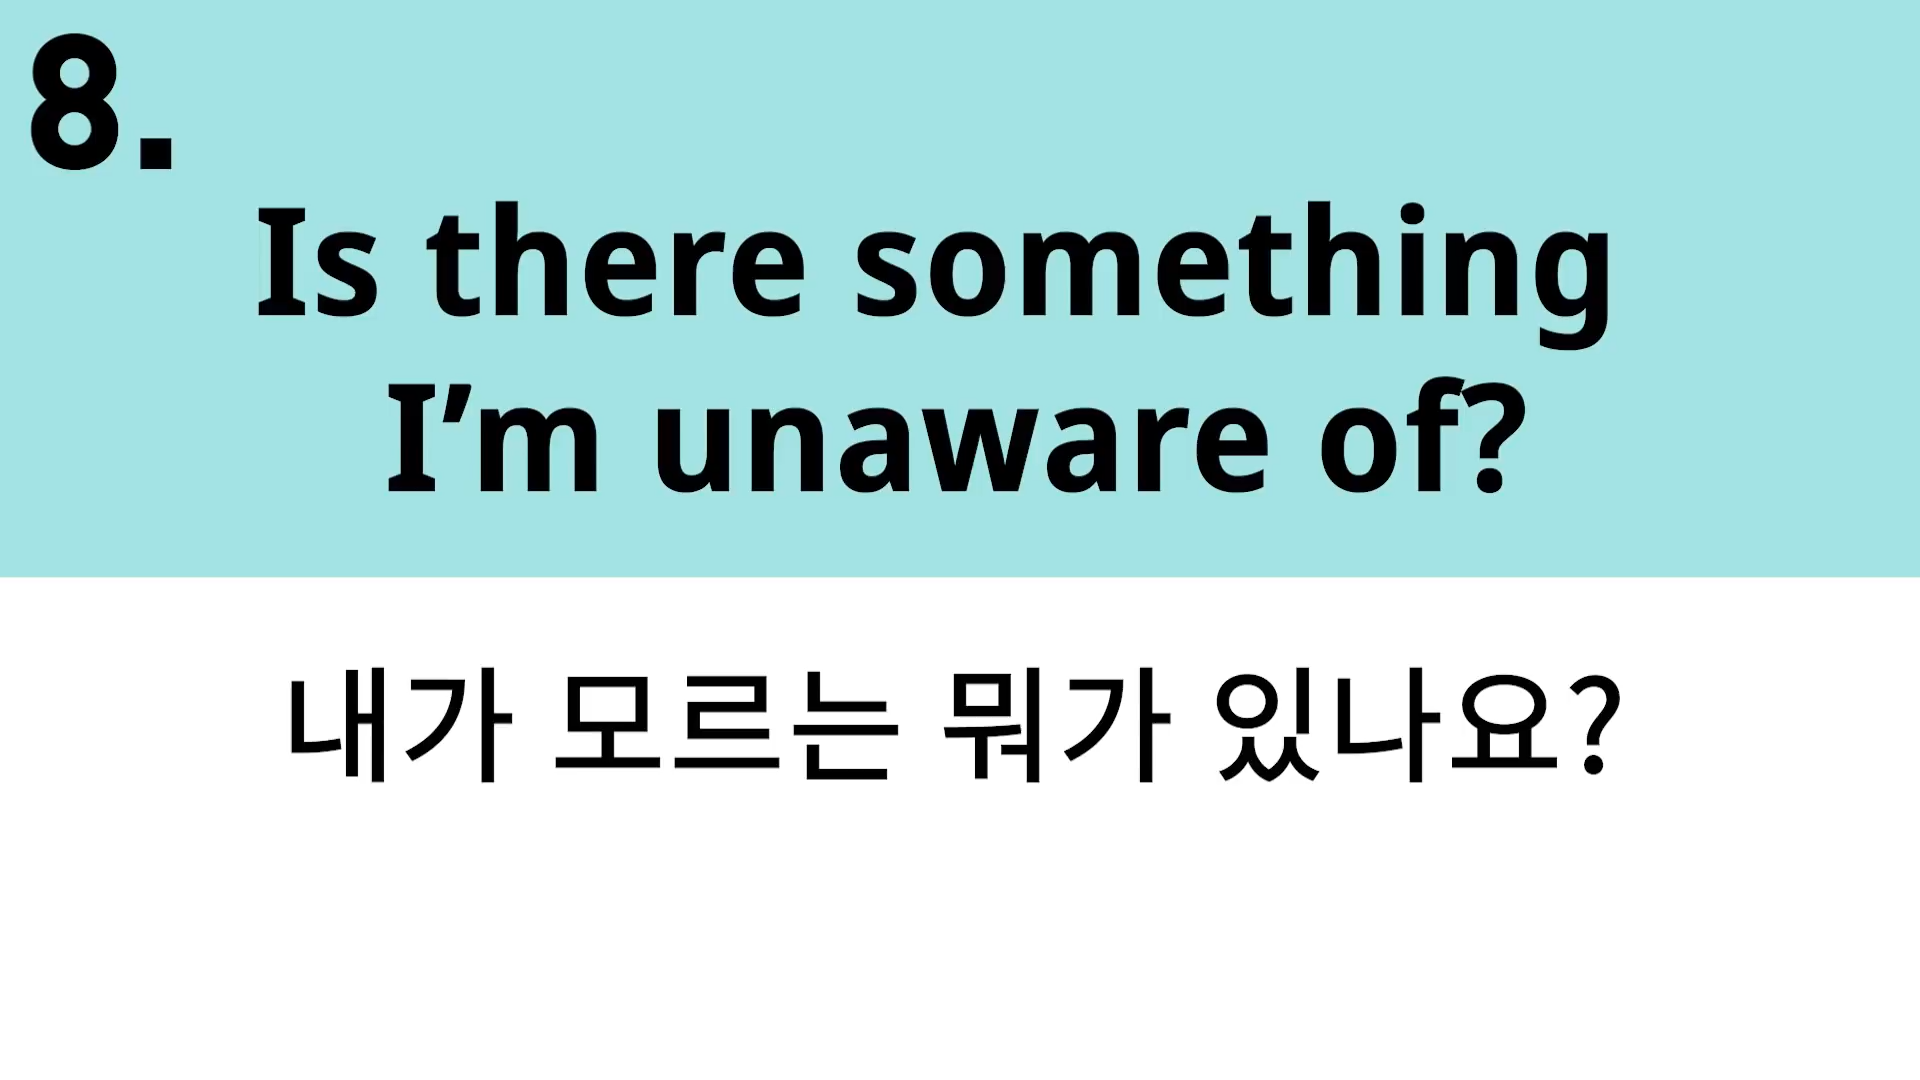 8.
Is there something
I’m unaware of?
내가 모르는 뭐가 있나요?